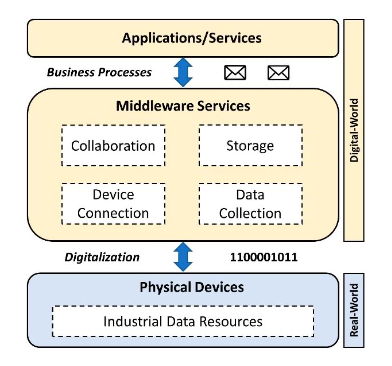 Applications/Services
Business Processes
Middleware Services
Collaboration
Storage
Device
Connection
Data
Collection
Digital-World
Digitalization
1100001011
Physical Devices
Industrial Data Resources
Real-World